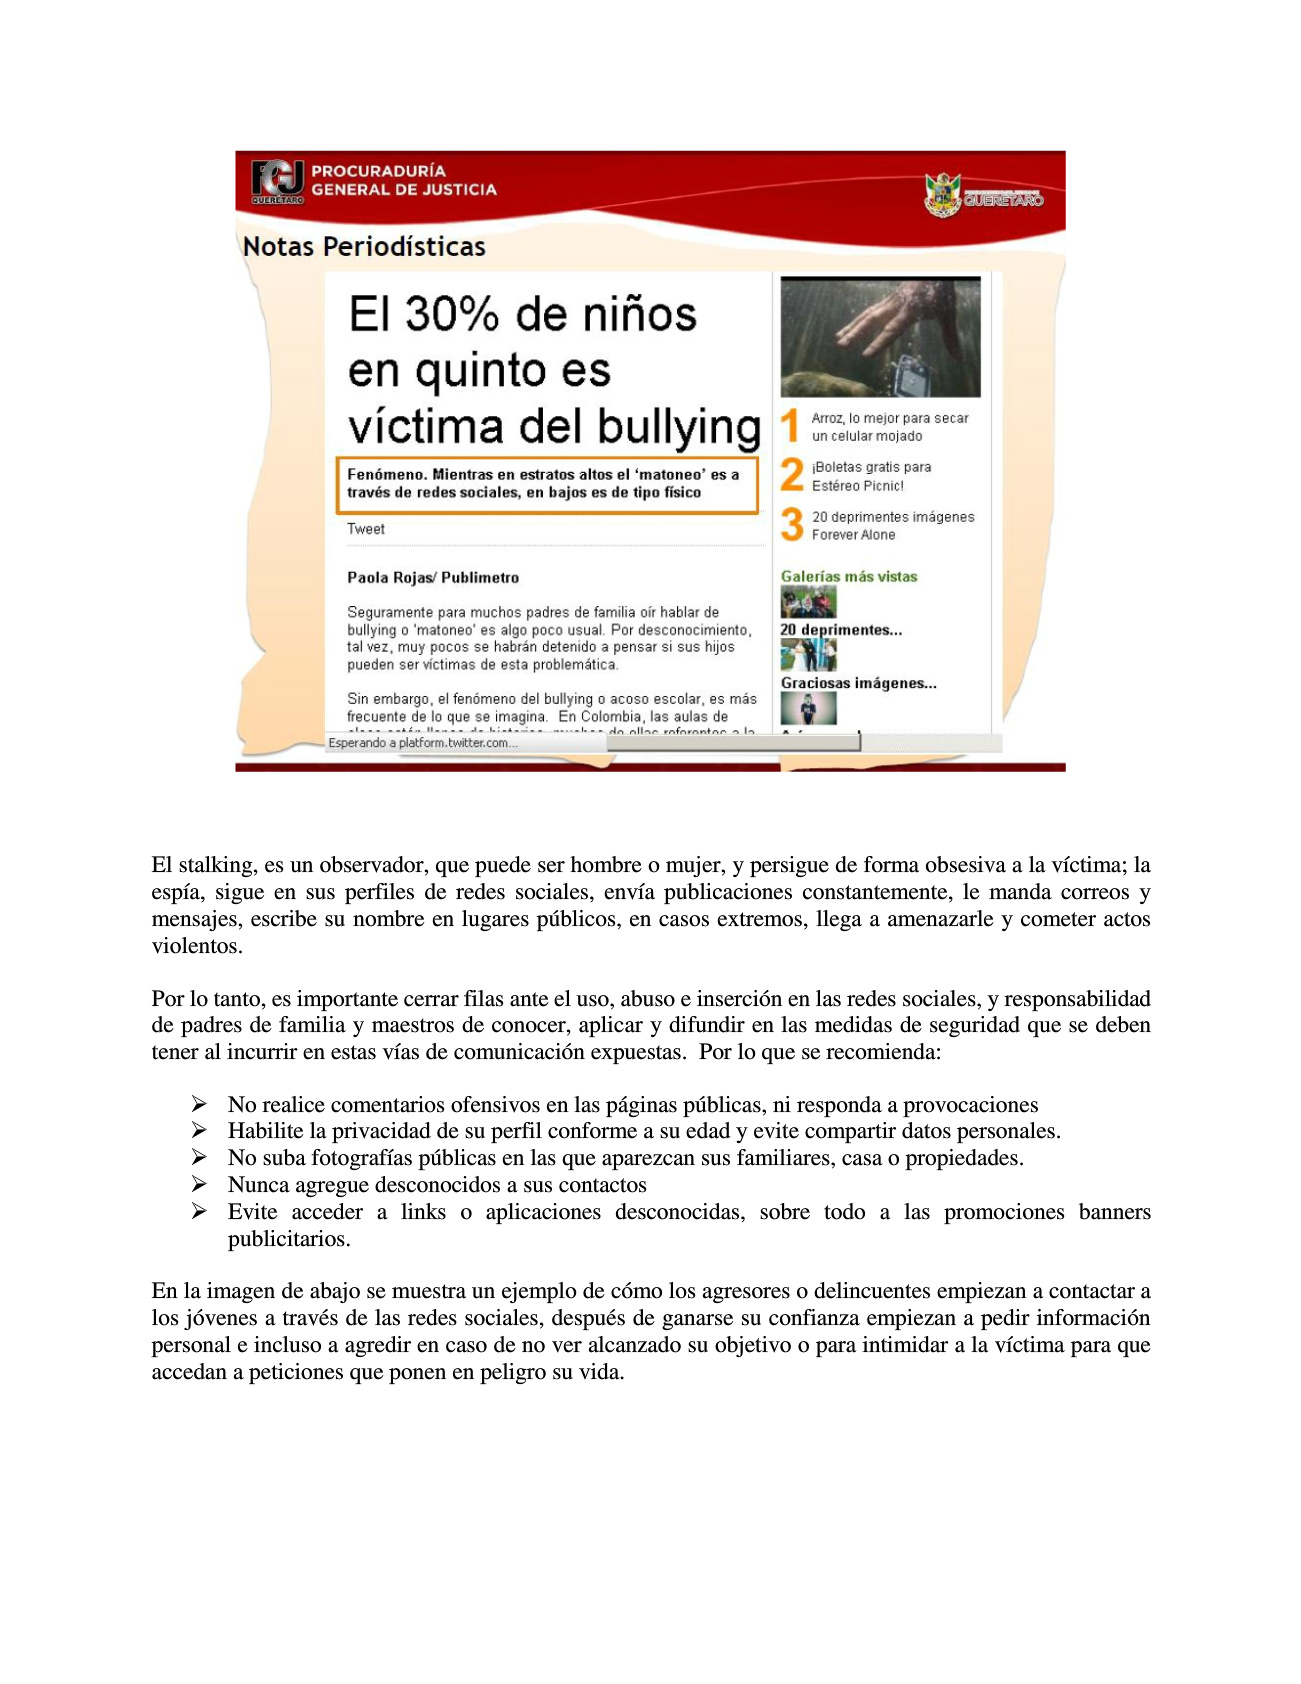 PGJ
QUERETARO
PROCURADURÍA
GENERAL DE JUSTICIA
QUERÉTARO
Notas Periodísticas
El 30% de niños
en quinto es
víctima del bullying
Fenómeno. Mientras en estratos altos el ‘matoneo’ es a
través de redes sociales, en bajos es de tipo físico
Tweet
Paola Rojas/ Publimetro
Seguramente para muchos padres de familia oír hablar de
bullying o 'matoneo' es algo poco usual. Por desconocimiento,
tal vez, muy pocos se habrán detenido a pensar si sus hijos
pueden ser víctimas de esta problemática.
Sin embargo, el fenómeno del bullying o acoso escolar, es más
frecuente de lo que se imagina.  En Colombia, las aulas de
clase están llenas de historias, muchas de ellas referentes a la
Esperando a platform.twitter.com...
1 Arroz, lo mejor para secar
un celular mojado
2 ¡Boletas gratis para
Estéreo Picnic!
3 20 deprimentes imágenes
Forever Alone
Galerías más vistas
20 deprimentes...
Graciosas imágenes...
El stalking, es un observador, que puede ser hombre o mujer, y persigue de forma obsesiva a la víctima; la
espía, sigue en sus perfiles de redes sociales, envía publicaciones constantemente, le manda correos y
mensajes, escribe su nombre en lugares públicos, en casos extremos, llega a amenazarle y cometer actos
violentos.
Por lo tanto, es importante cerrar filas ante el uso, abuso e inserción en las redes sociales, y responsabilidad
de padres de familia y maestros de conocer, aplicar y difundir en las medidas de seguridad que se deben
tener al incurrir en estas vías de comunicación expuestas.  Por lo que se recomienda:
➢ No realice comentarios ofensivos en las páginas públicas, ni responda a provocaciones
➢ Habilite la privacidad de su perfil conforme a su edad y evite compartir datos personales.
➢ No suba fotografías públicas en las que aparezcan sus familiares, casa o propiedades.
➢ Nunca agregue desconocidos a sus contactos
➢ Evite acceder a links o aplicaciones desconocidas, sobre todo a las promociones banners
publicitarios.
En la imagen de abajo se muestra un ejemplo de cómo los agresores o delincuentes empiezan a contactar a
los jóvenes a través de las redes sociales, después de ganarse su confianza empiezan a pedir información
personal e incluso a agredir en caso de no ver alcanzado su objetivo o para intimidar a la víctima para que
accedan a peticiones que ponen en peligro su vida.